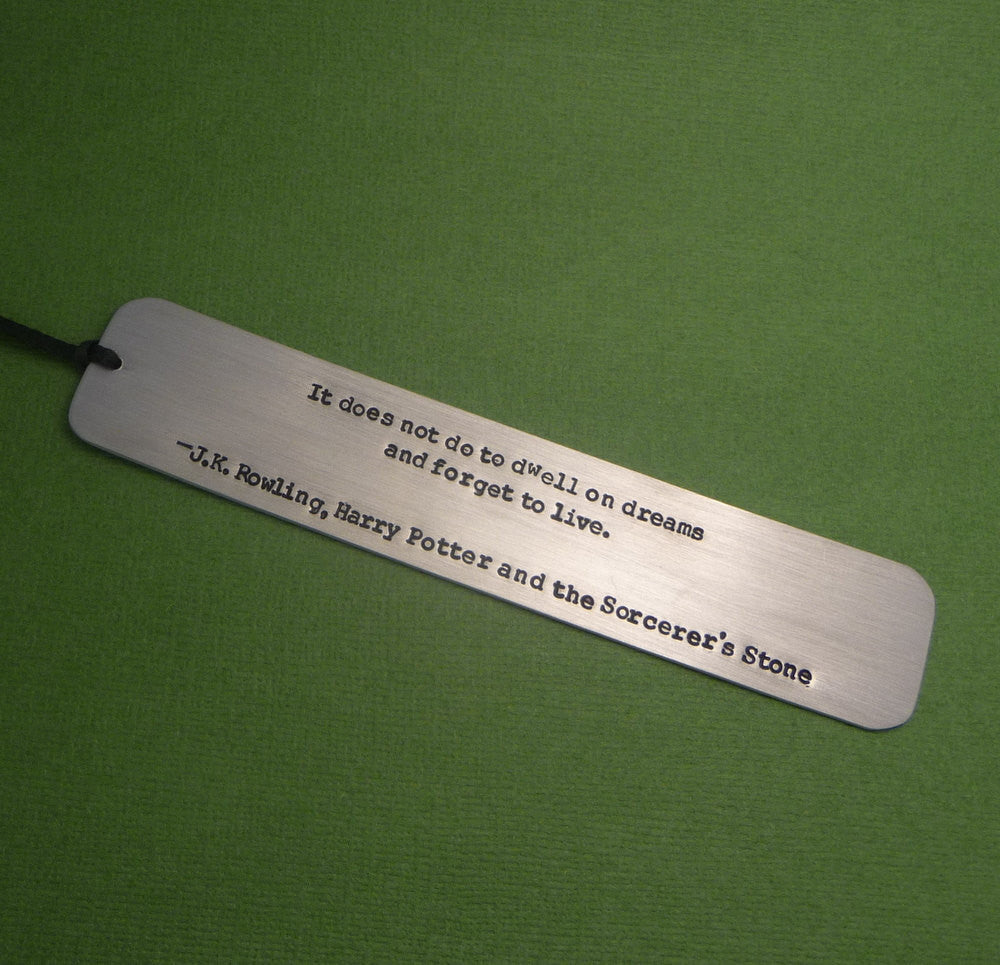 It does not do to dwell on dreams
and forget to live.
—J.K. Rowling, Harry Potter and the Sorcerer's Stone